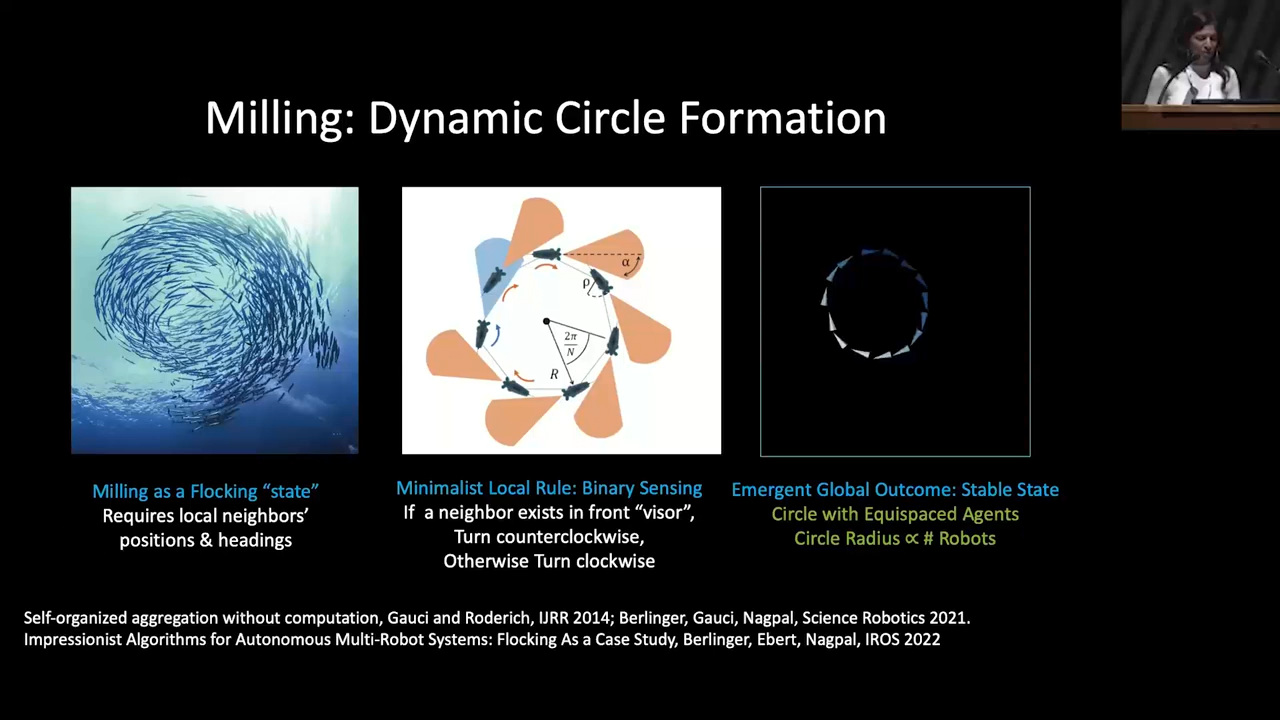 Milling: Dynamic Circle Formation
α
ρ
2π
N
R
Milling as a Flocking “state”
Requires local neighbors’
positions & headings
Minimalist Local Rule: Binary Sensing
If a neighbor exists in front “visor”,
Turn counterclockwise,
Otherwise Turn clockwise
Emergent Global Outcome: Stable State
Circle with Equispaced Agents
Circle Radius ∝ # Robots
Self-organized aggregation without computation, Gauci and Roderich, IJRR 2014; Berlinger, Gauci, Nagpal, Science Robotics 2021.
Impressionist Algorithms for Autonomous Multi-Robot Systems: Flocking As a Case Study, Berlinger, Ebert, Nagpal, IROS 2022